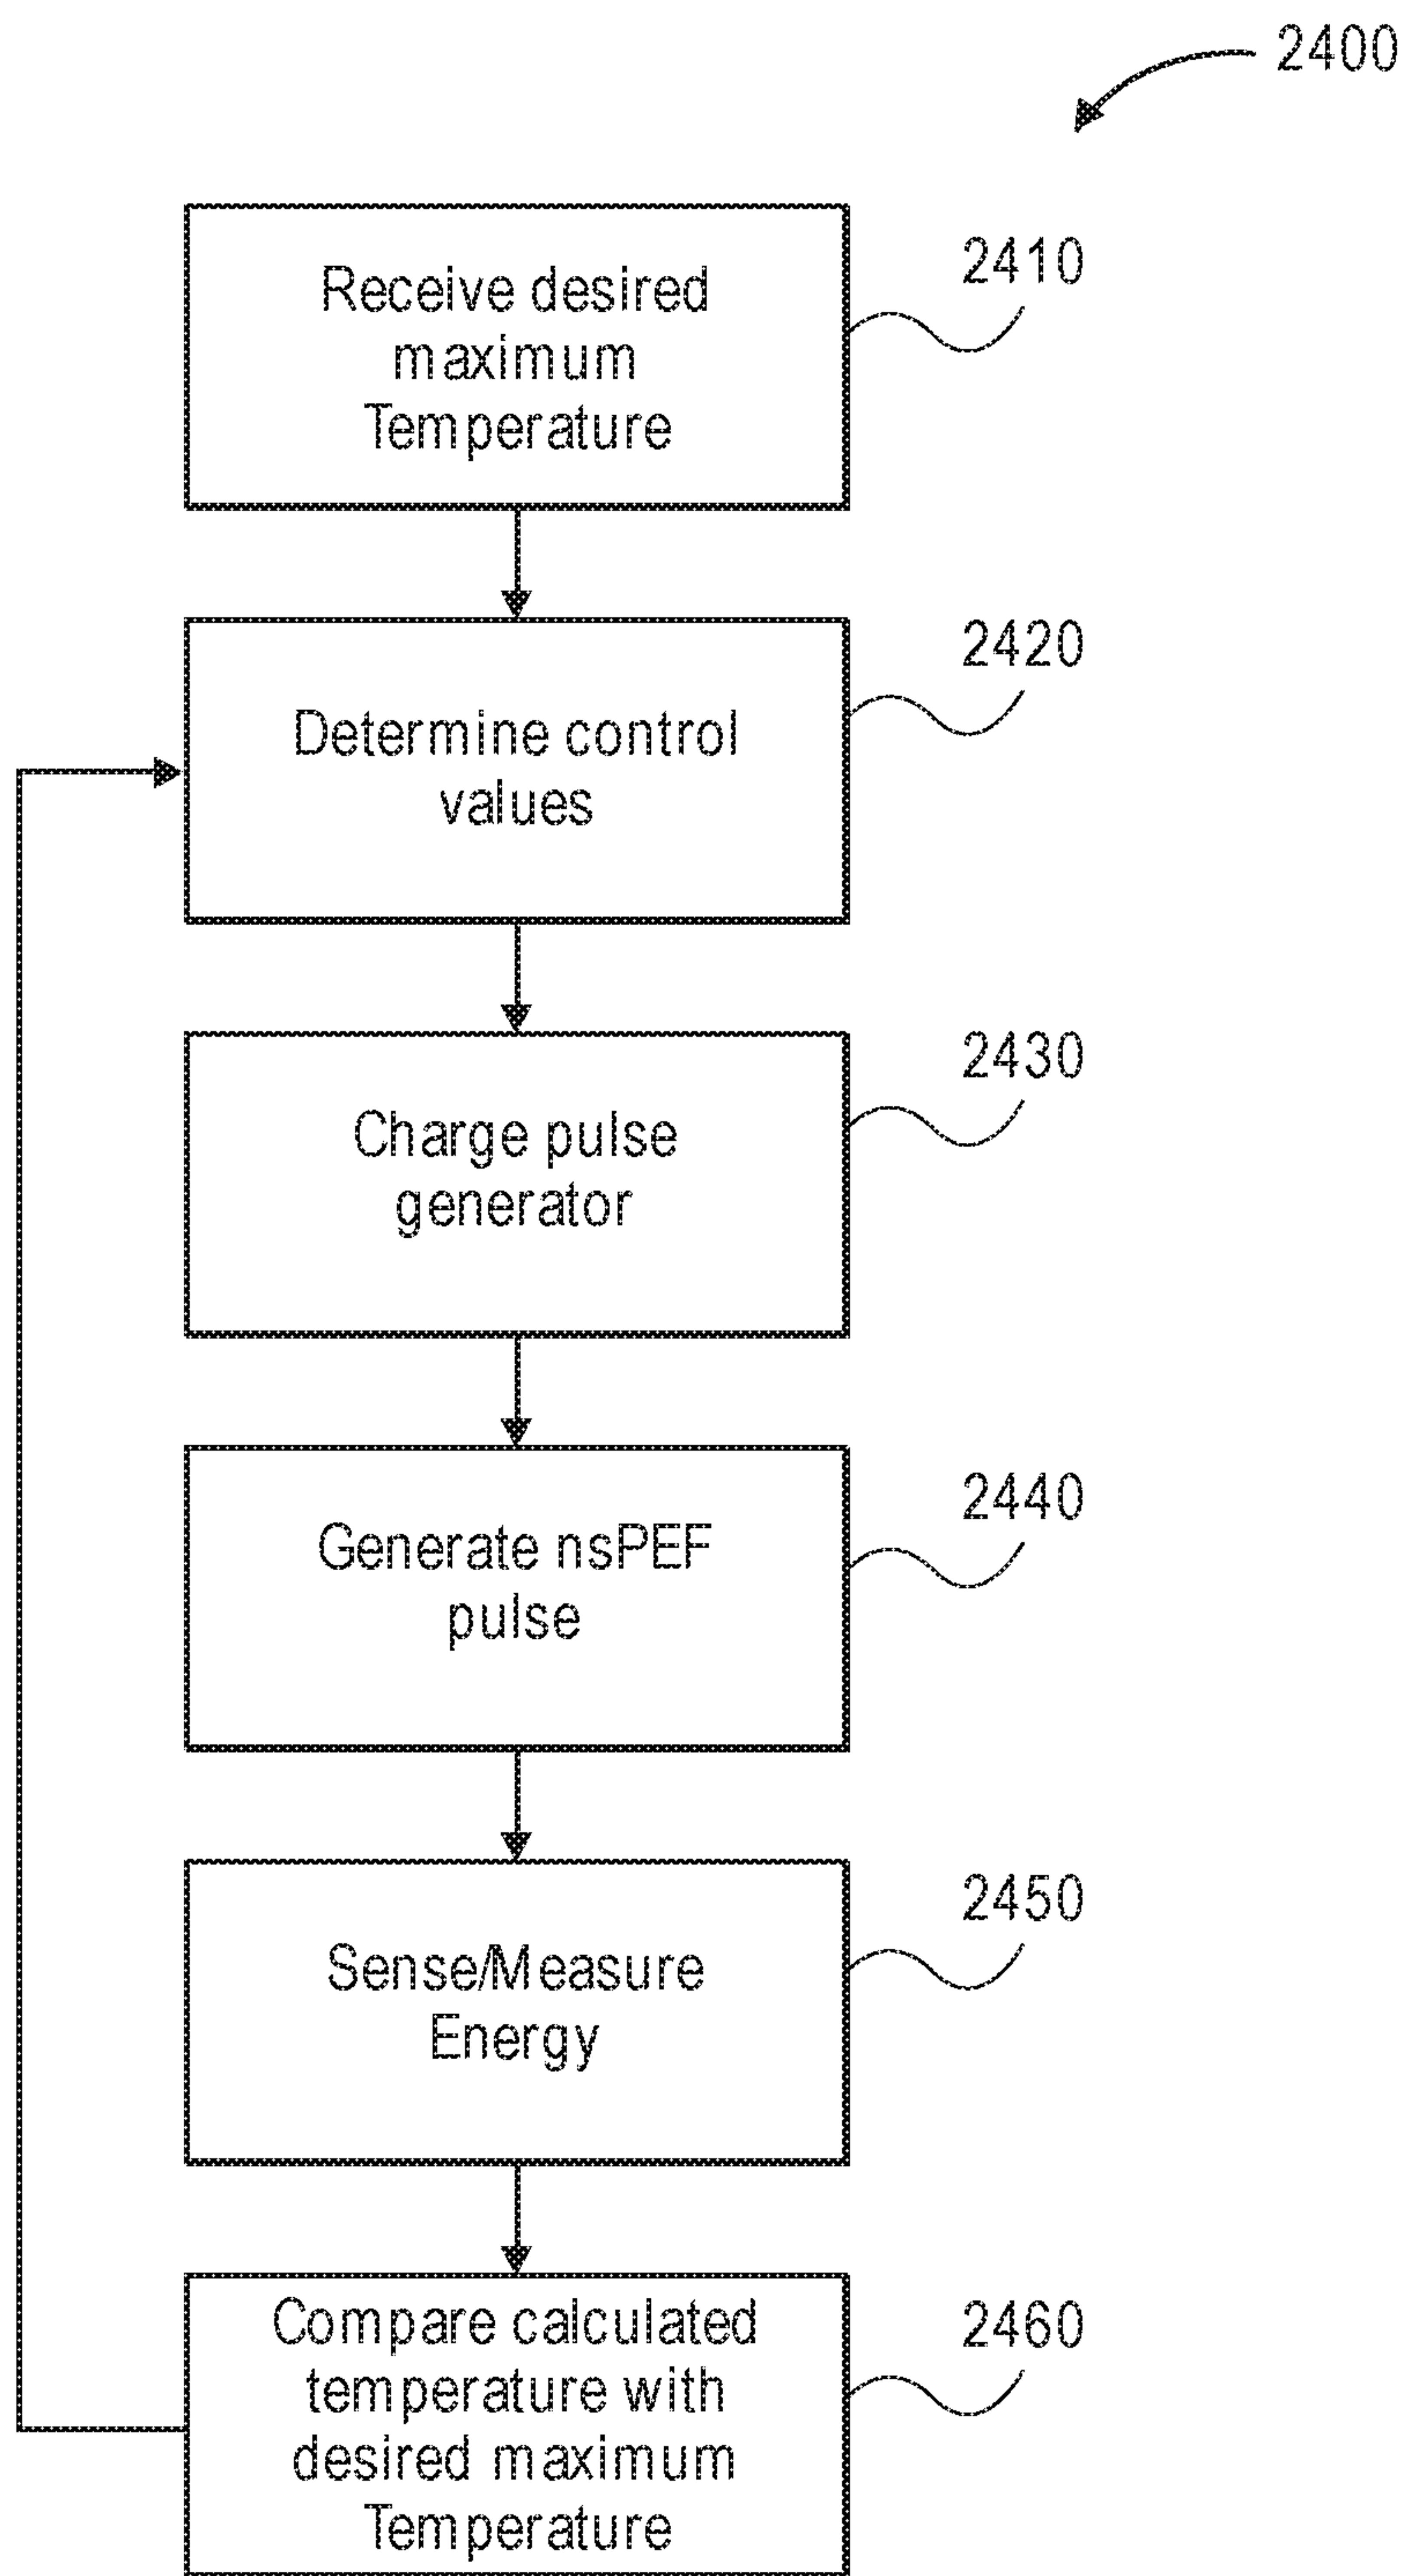 2400
Receive desired
maximum
Temperature
2410
Determine control
values
2420
Charge pulse
generator
2430
Generate nsPEF
pulse
2440
Sense/Measure
Energy
2450
Compare calculated
temperature with
desired maximum
Temperature
2460